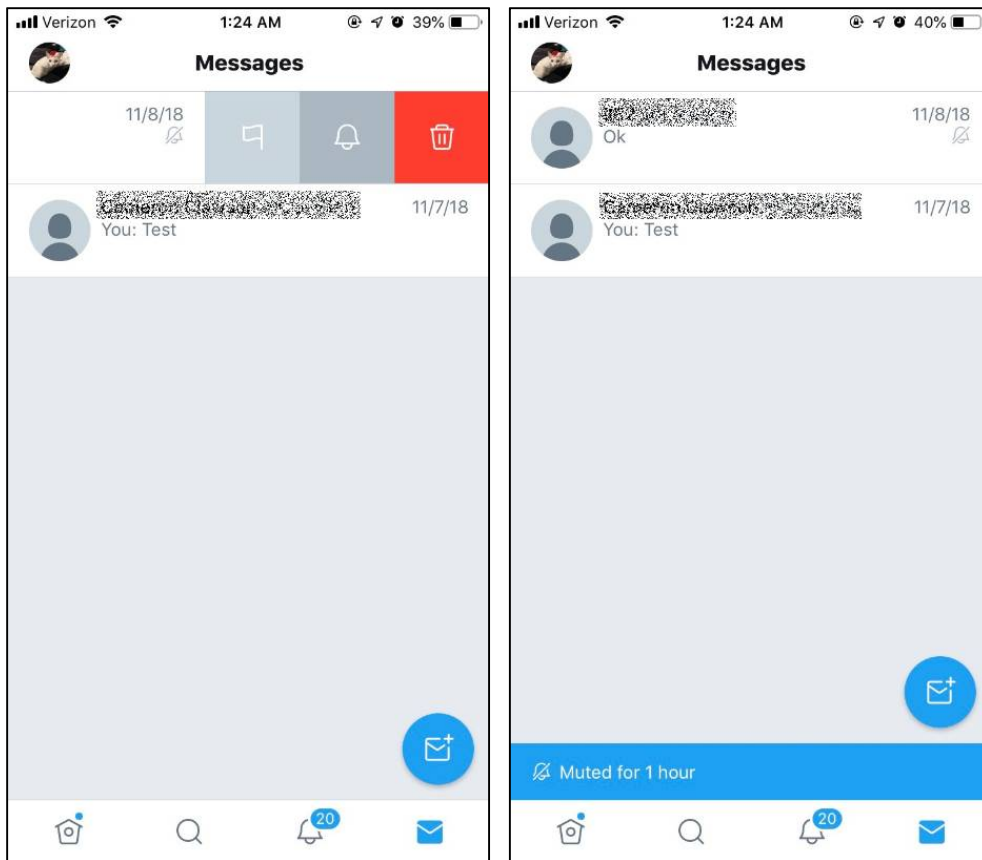 Verizon 1:24 AM 39%
Messages
11/8/18
11/7/18
You: Test
20
Verizon 1:24 AM 40%
Messages
11/8/18
Ok
11/7/18
You: Test
Muted for 1 hour
20